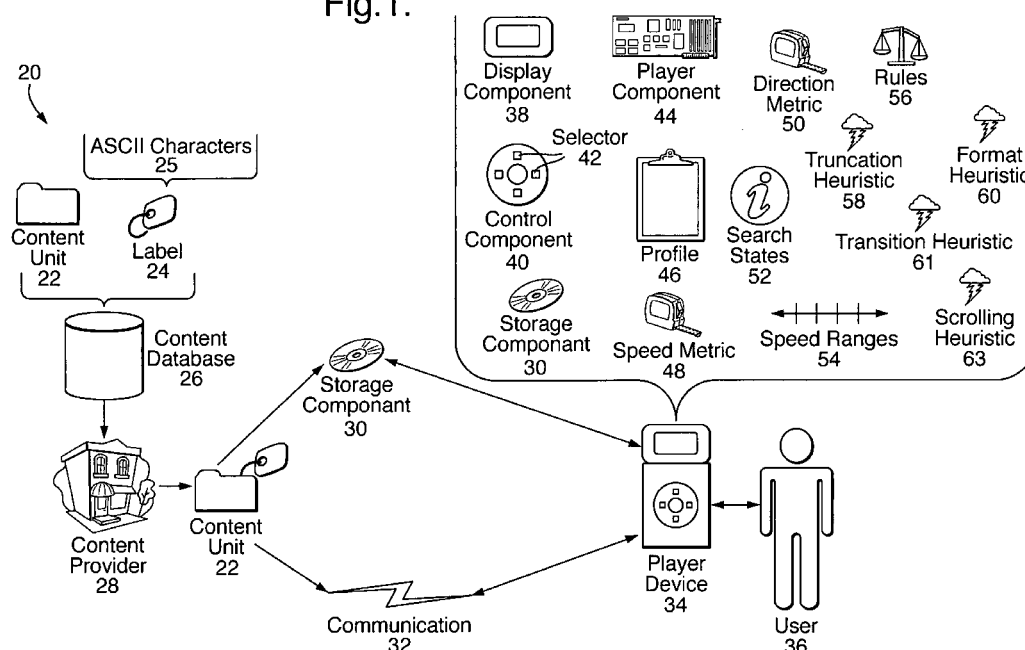 Fig.1.
20
ASCII Characters
25
Content
Unit
22
Label
24
Content
Database
26
Content
Provider
28
Content
Unit
22
Storage
Componant
30
Communication
32
Display
Component
38
Player
Component
44
Direction
Metric
50
Rules
56
Selector
42
Control
Component
40
Profile
46
Search
States
52
Truncation
Heuristic
58
Format
Heuristic
60
Transition Heuristic
61
Storage
Componant
30
Speed Metric
48
Speed Ranges
54
Scrolling
Heuristic
63
Player
Device
34
User
36